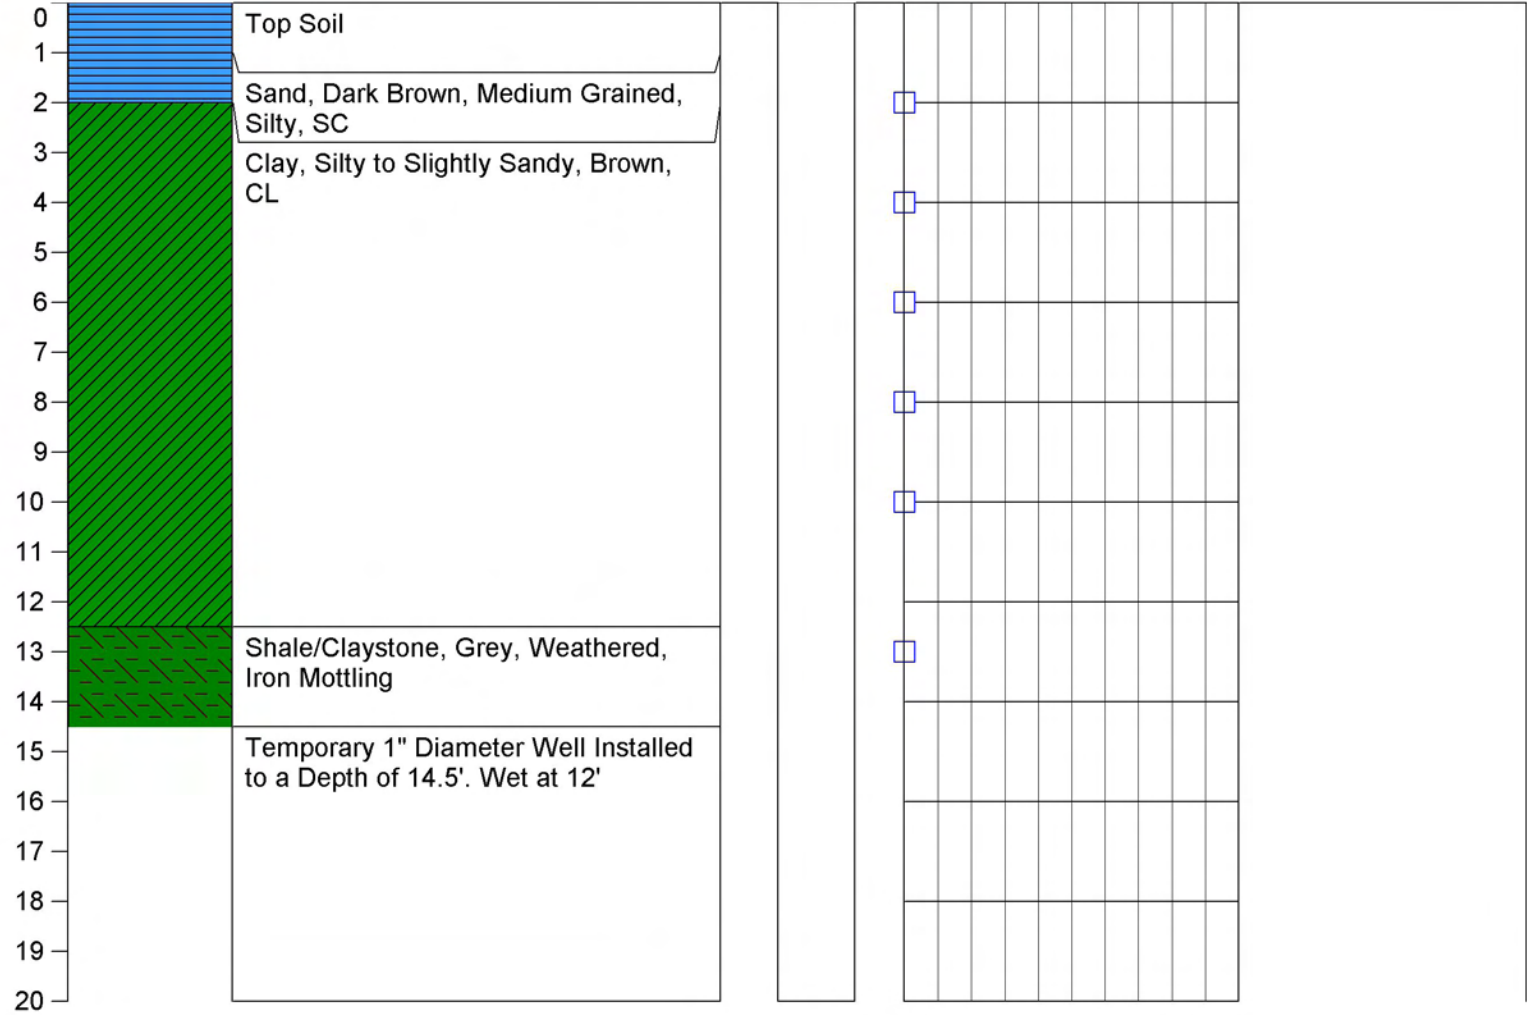 0
Top Soil
1
Sand, Dark Brown, Medium Grained,
2
Silty, SC
3
Clay, Silty to Slightly Sandy, Brown,
CL
4
5
6
7
8
9
10
11
12
13
Shale/Claystone, Grey, Weathered,
Iron Mottling
14
15
Temporary 1" Diameter Well Installed
to a Depth of 14.5'. Wet at 12'
16
17
18
19
20